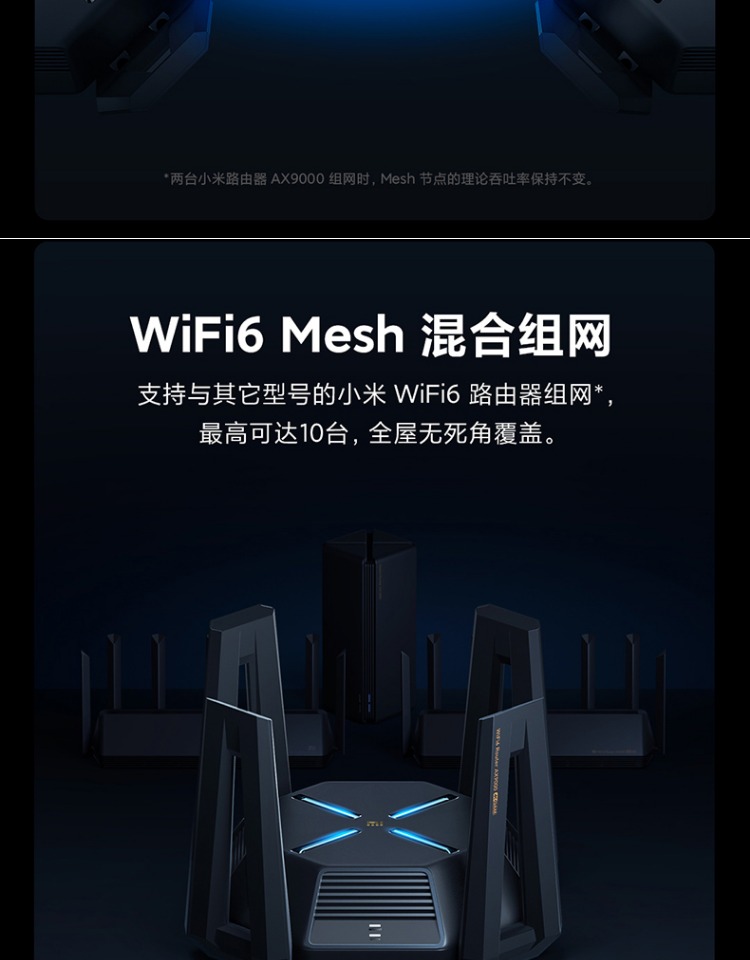 *两台小米路由器 AX9000 组网时，Mesh 节点的理论吞吐率保持不变。
WiFi6 Mesh 混合组网
支持与其它型号的小米 WiFi6 路由器组网*，
最高可达10台，全屋无死角覆盖。
WiFi6 Router AX9000